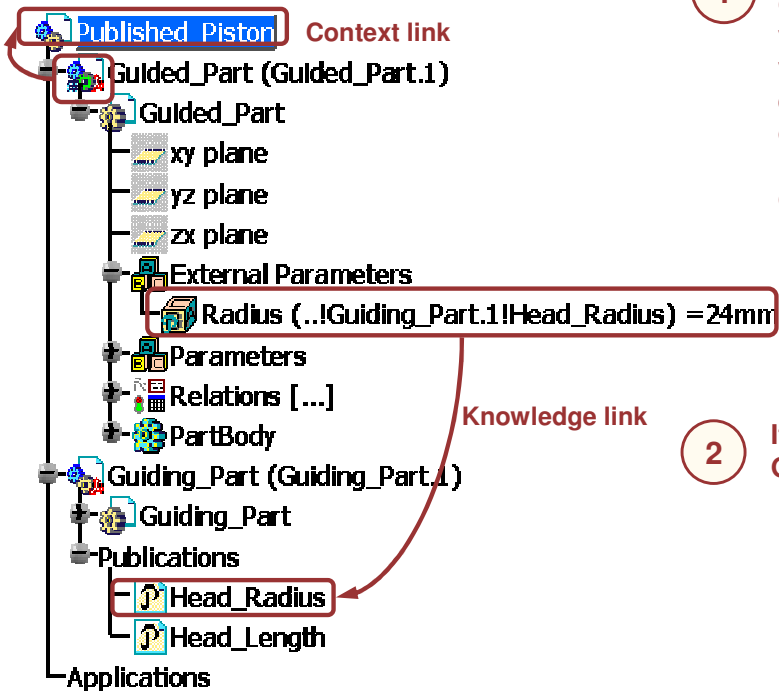 Published_Piston
Context link
Guided_Part (Guided_Part.1)
Guided_Part
xy plane
yz plane
zx plane
External Parameters
Radius (..!Guiding_Part.1!Head_Radius) =24mm
Parameters
Relations [...]
PartBody
Knowledge link
2
Guiding_Part (Guiding_Part.1)
Guiding_Part
Publications
Head_Radius
Head_Length
Applications